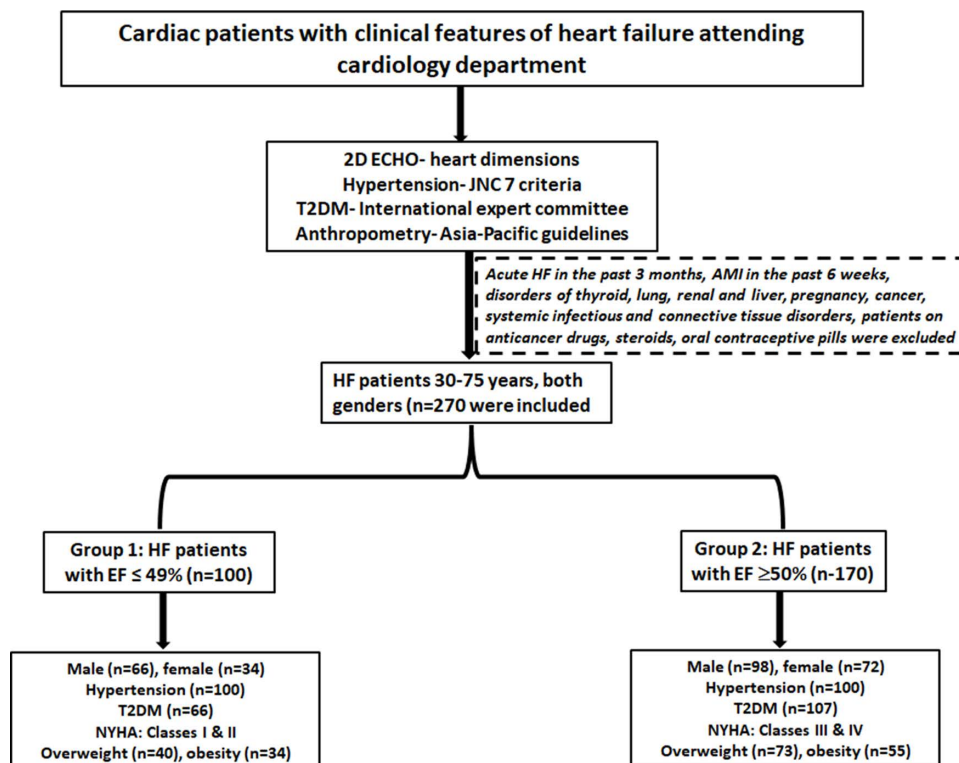 Cardiac patients with clinical features of heart failure attending
cardiology department
2D ECHO- heart dimensions
Hypertension- JNC 7 criteria
T2DM- International expert committee
Anthropometry- Asia-Pacific guidelines
Acute HF in the past 3 months, AMI in the past 6 weeks,
disorders of thyroid, lung, renal and liver, pregnancy, cancer,
systemic infectious and connective tissue disorders, patients on
anticancer drugs, steroids, oral contraceptive pills were excluded
HF patients 30-75 years, both
genders (n=270 were included
Group 1: HF patients
with EF ≤ 49% (n=100)
Group 2: HF patients
with EF ≥50% (n-170)
Male (n=66), female (n=34)
Hypertension (n=100)
T2DM (n=66)
NYHA: Classes I & II
Overweight (n=40), obesity (n=34)
Male (n=98), female (n=72)
Hypertension (n=100)
T2DM (n=107)
NYHA: Classes III & IV
Overweight (n=73), obesity (n=55)